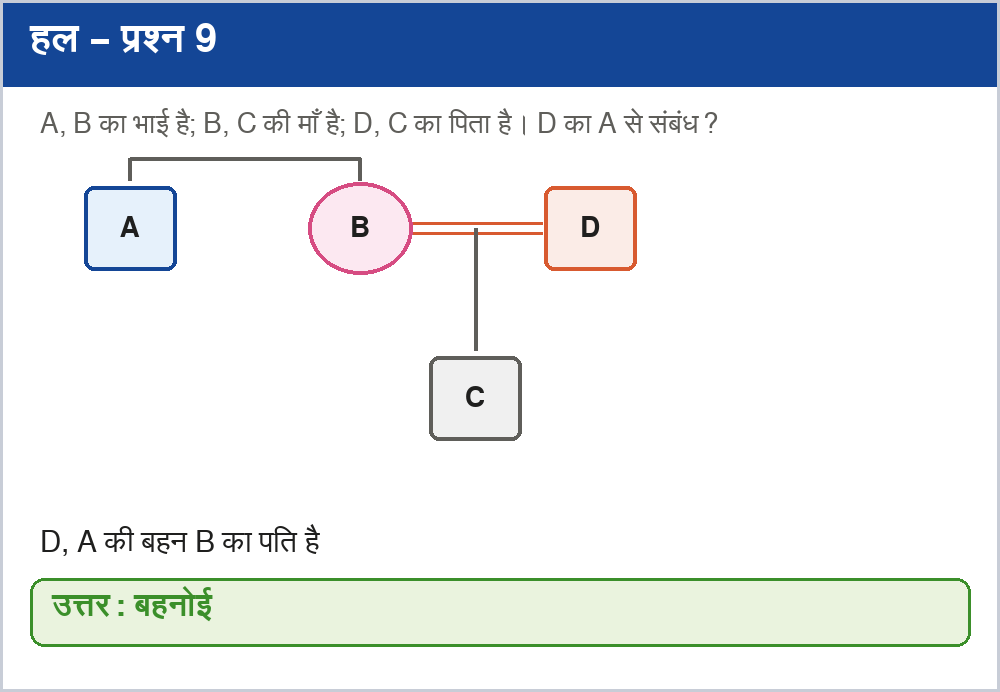 हल – प्रश्न 9
A, B का भाई है; B, C की माँ है; D, C का पिता है। D का A से संबंध?
A
B
D
C
D, A की बहन B का पति है
उत्तर : बहनोई